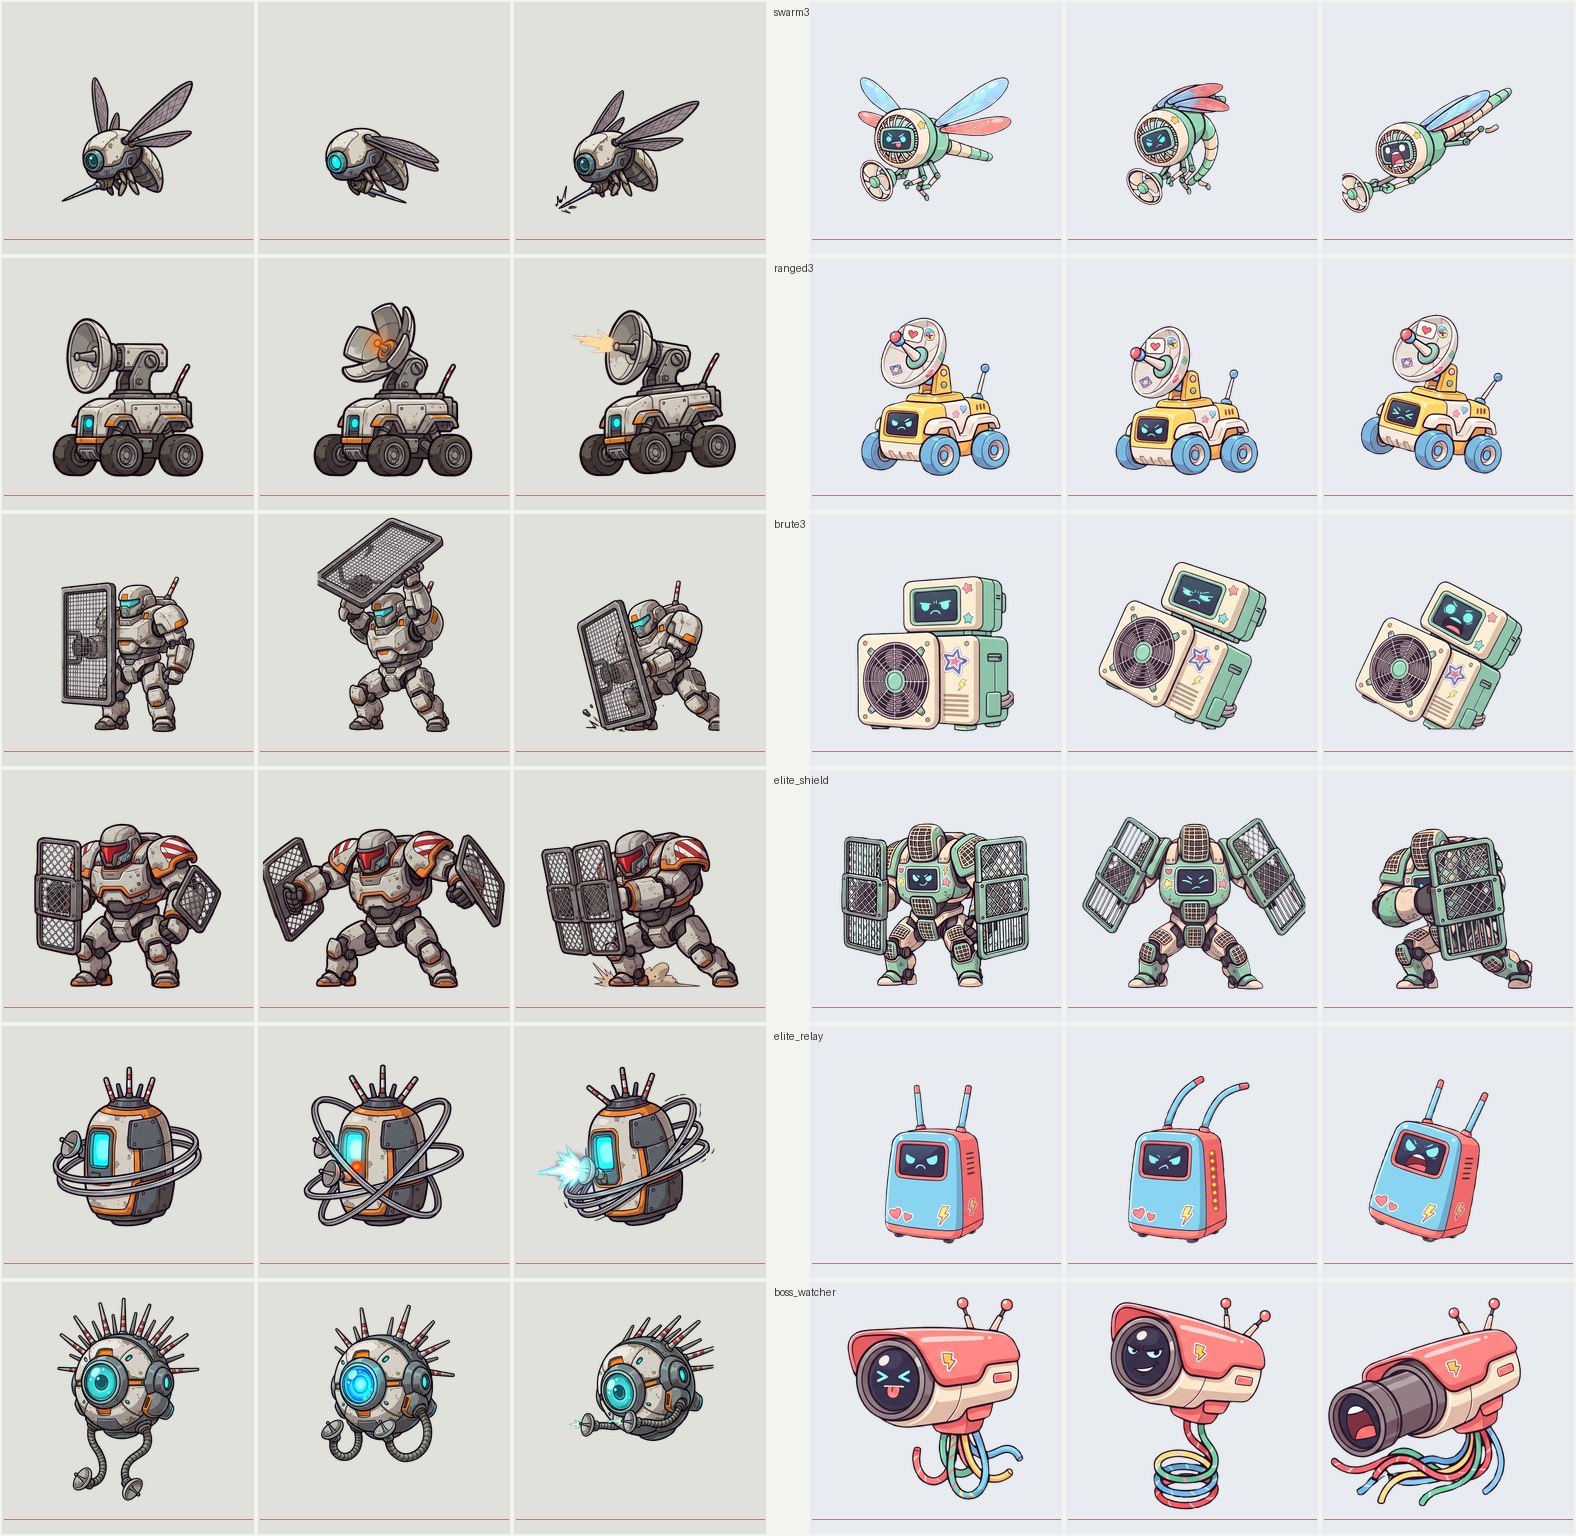 swarm3
ranged3
brute3
elite_shield
elite_relay
boss_watcher